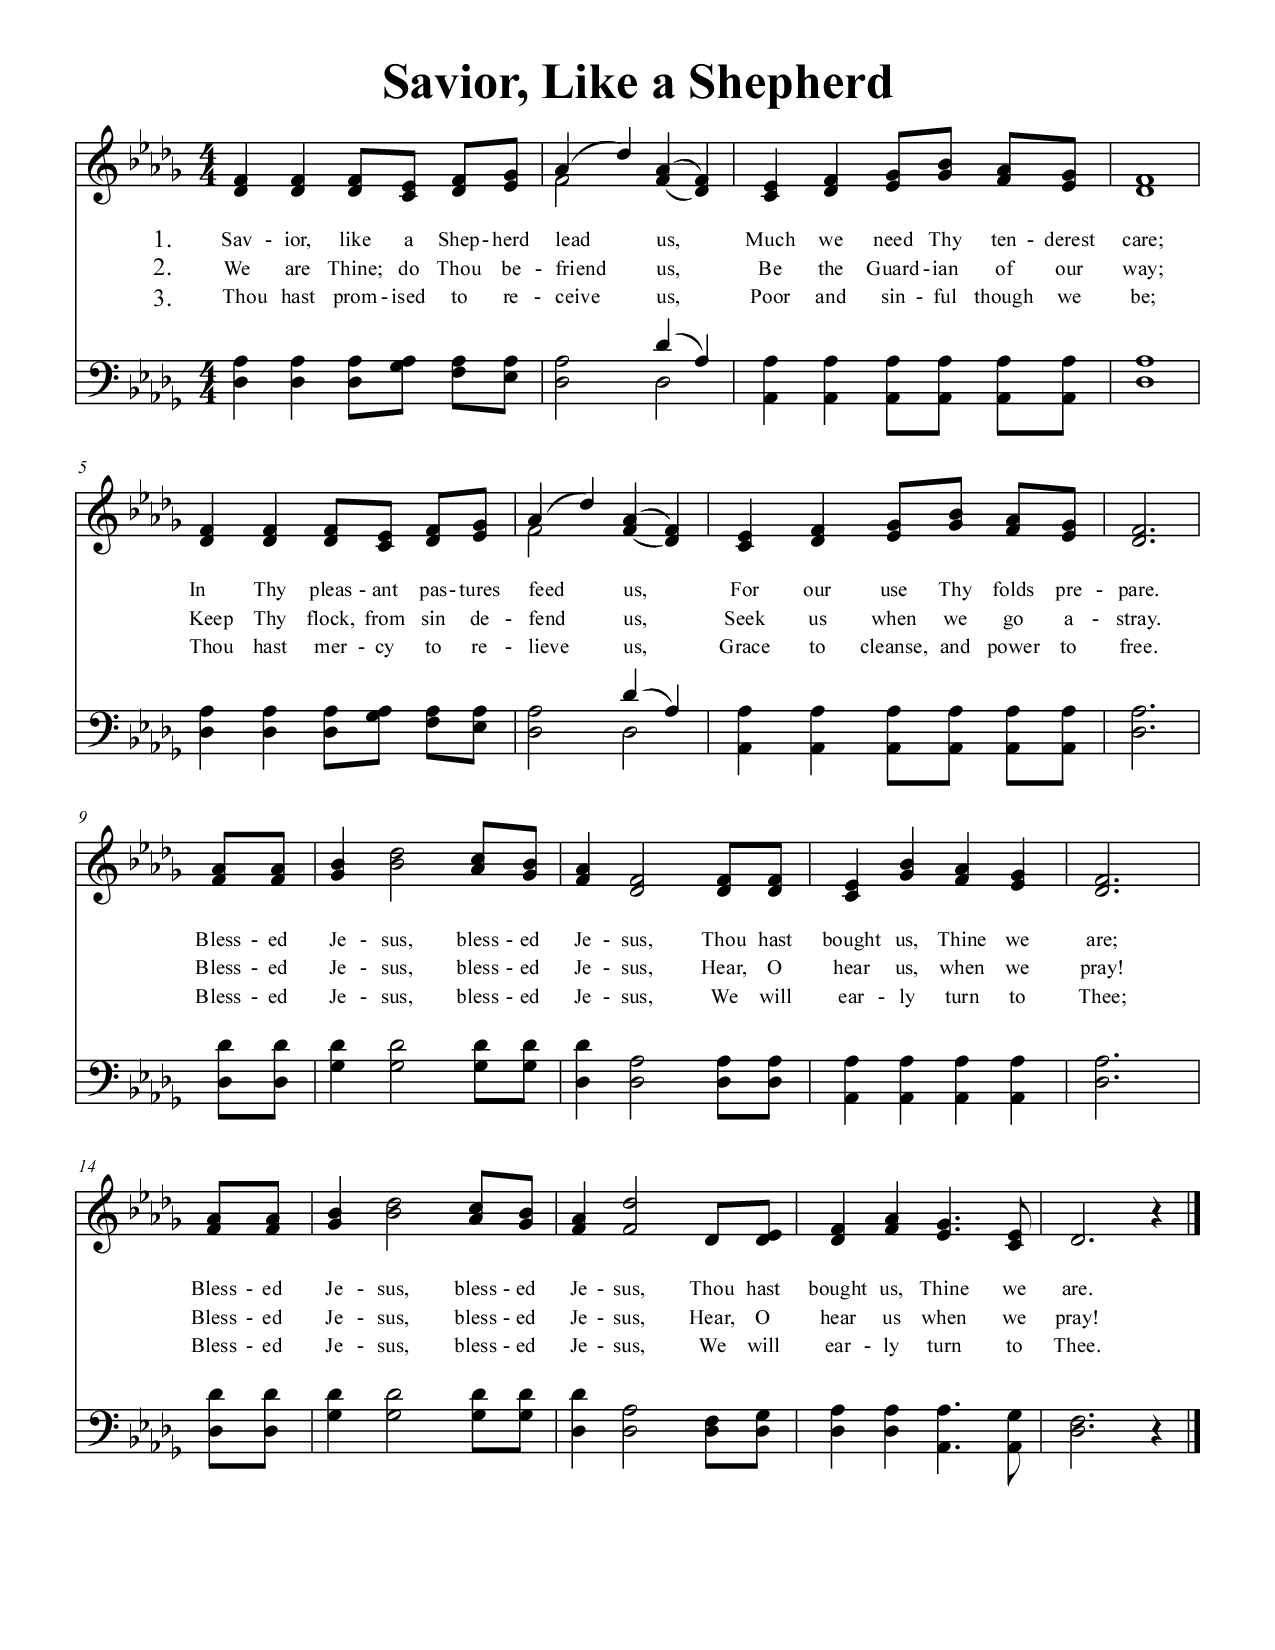 Savior, Like a Shepherd
4
4
1. Sav - ior, like a Shep - herd lead us, Much we need Thy ten - derest care;
2. We are Thine; do Thou be - friend us, Be the Guard - ian of our way;
3. Thou hast prom - ised to re - ceive us, Poor and sin - ful though we be;
4
4
5
In Thy pleas - ant pas - tures feed us, For our use Thy folds pre - pare.
Keep Thy flock, from sin de - fend us, Seek us when we go a - stray.
Thou hast mer - cy to re - lieve us, Grace to cleanse, and power to free.
9
Bless - ed Je - sus, bless - ed Je - sus, Thou hast bought us, Thine we are;
Bless - ed Je - sus, bless - ed Je - sus, Hear, O hear us, when we pray!
Bless - ed Je - sus, bless - ed Je - sus, We will ear - ly turn to Thee;
14
Bless - ed Je - sus, bless - ed Je - sus, Thou hast bought us, Thine we are.
Bless - ed Je - sus, bless - ed Je - sus, Hear, O hear us when we pray!
Bless - ed Je - sus, bless - ed Je - sus, We will ear - ly turn to Thee.